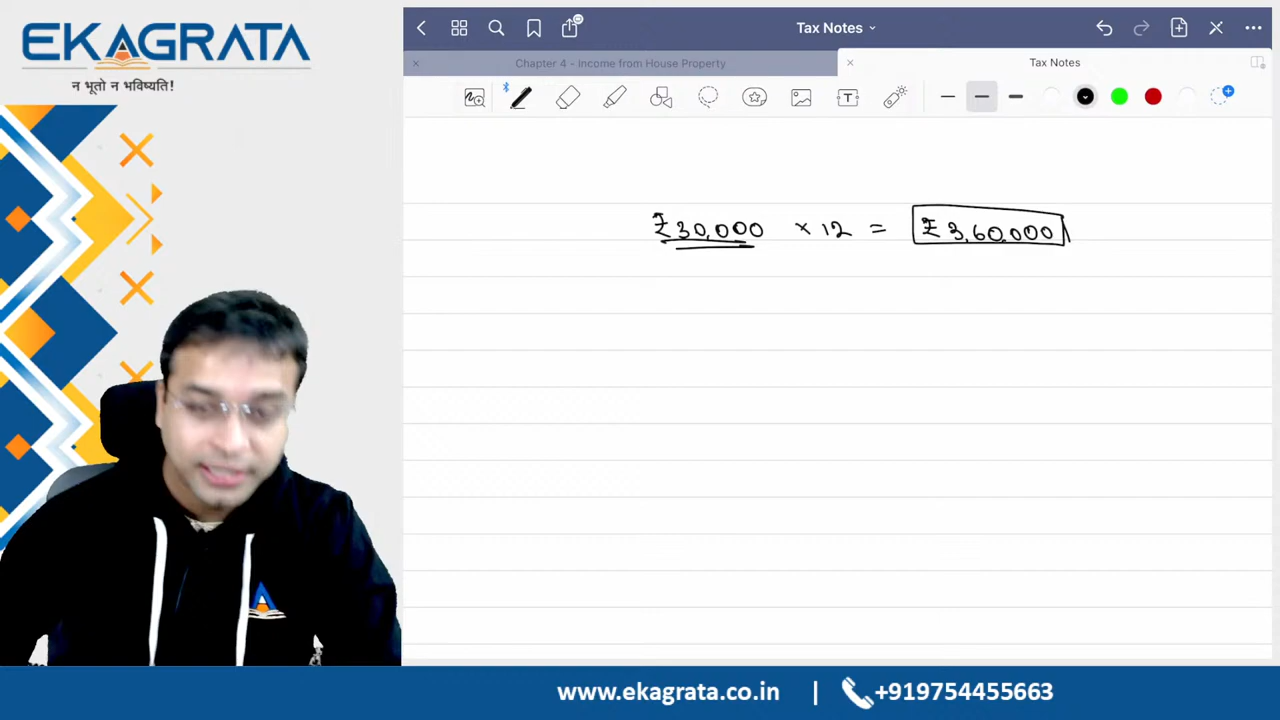 EKAGRATA
न भूतो न भविष्यति!
Tax Notes
Chapter 4 - Income from House Property
Tax Notes
T
₹30,000 × 12 = ₹3,60,000
www.ekagrata.co.in | +919754455663